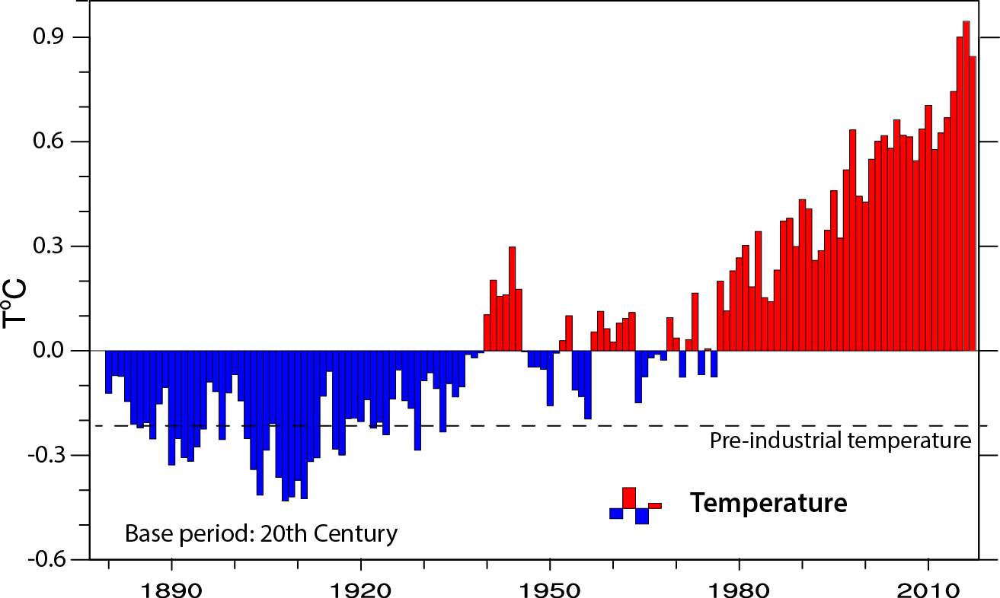 0.9
0.6
0.3
0.0
-0.3
-0.6
T°C
Pre-industrial temperature
Temperature
Base period: 20th Century
1890 1920 1950 1980 2010